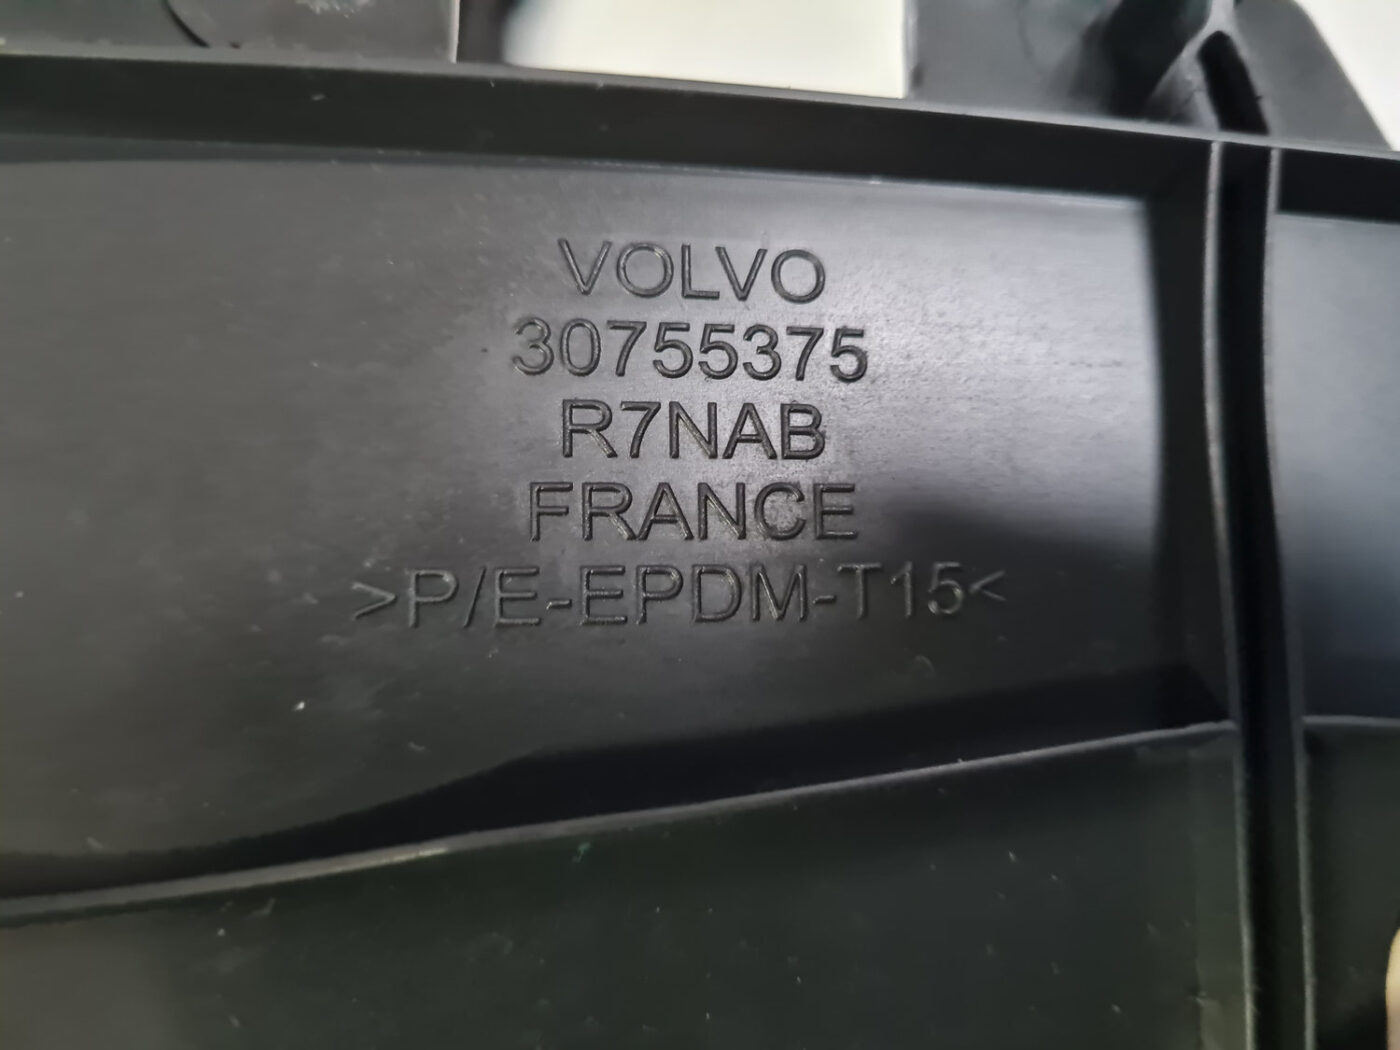 VOLVO
30755375
R7NAB
FRANCE
>P/E-EPDM-T15<